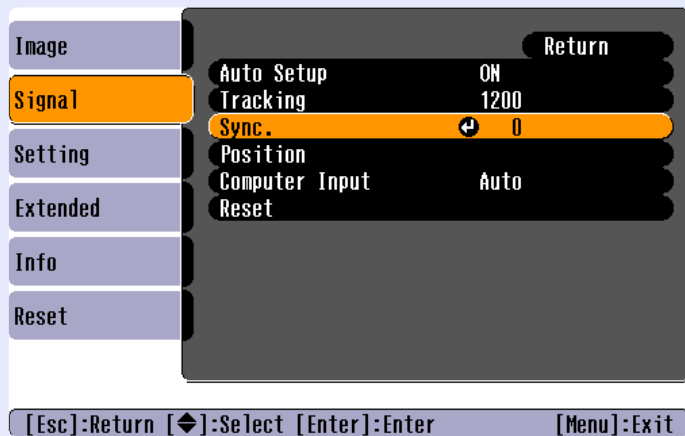 Image
Signal
Setting
Extended
Info
Reset
Return
Auto Setup ON
Tracking 1200
Sync. 0
Position
Computer Input Auto
Reset
[Esc]:Return [◆]:Select [Enter]:Enter [Menu]:Exit